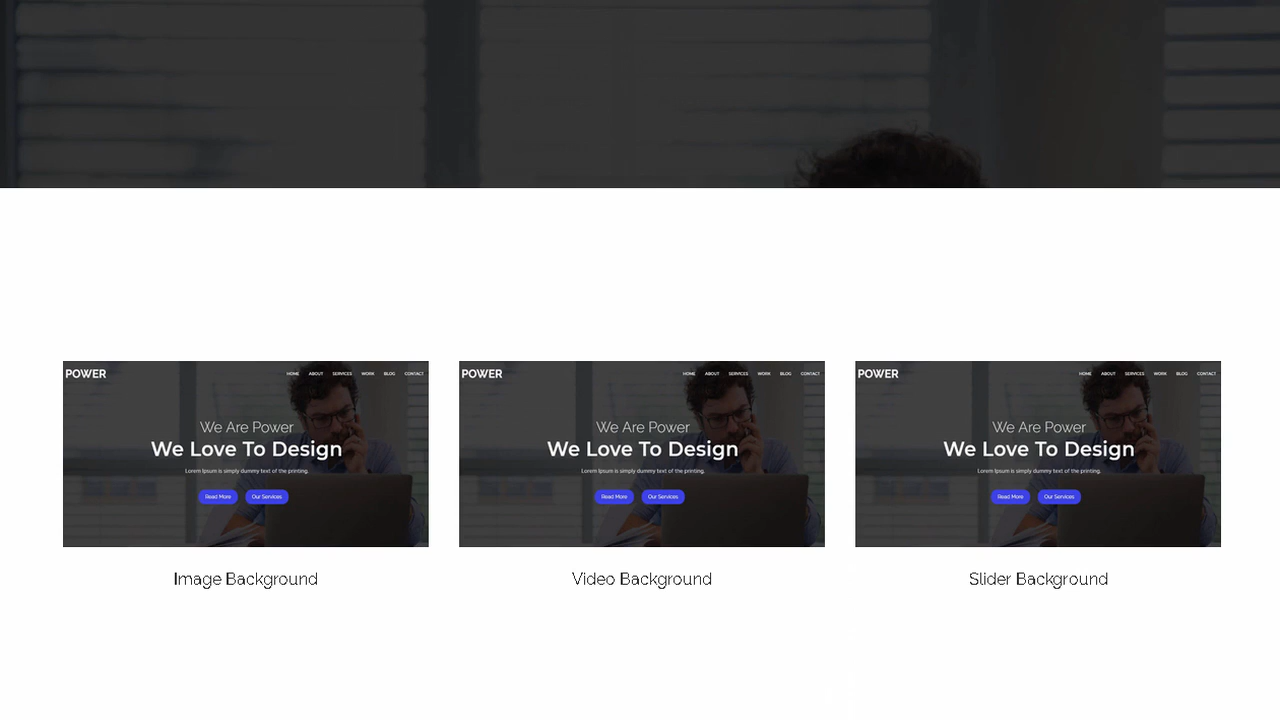 POWER
HOME ABOUT SERVICES WORK BLOG CONTACT
We Are Power
We Love To Design
Lorem Ipsum is simply dummy text of the printing.
Read More Our Services
Image Background
POWER
HOME ABOUT SERVICES WORK BLOG CONTACT
We Are Power
We Love To Design
Lorem Ipsum is simply dummy text of the printing.
Read More Our Services
Video Background
POWER
HOME ABOUT SERVICES WORK BLOG CONTACT
We Are Power
We Love To Design
Lorem Ipsum is simply dummy text of the printing.
Read More Our Services
Slider Background